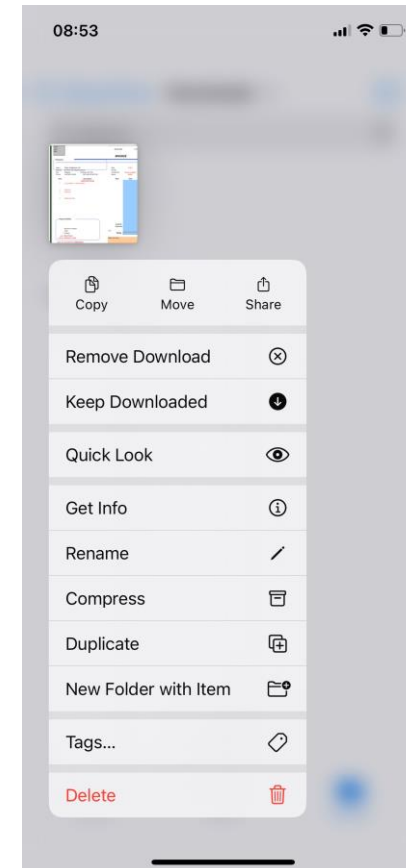 08:53
INVOICE
Copy Move Share
Remove Download
Keep Downloaded
Quick Look
Get Info
Rename
Compress
Duplicate
New Folder with Item
Tags...
Delete